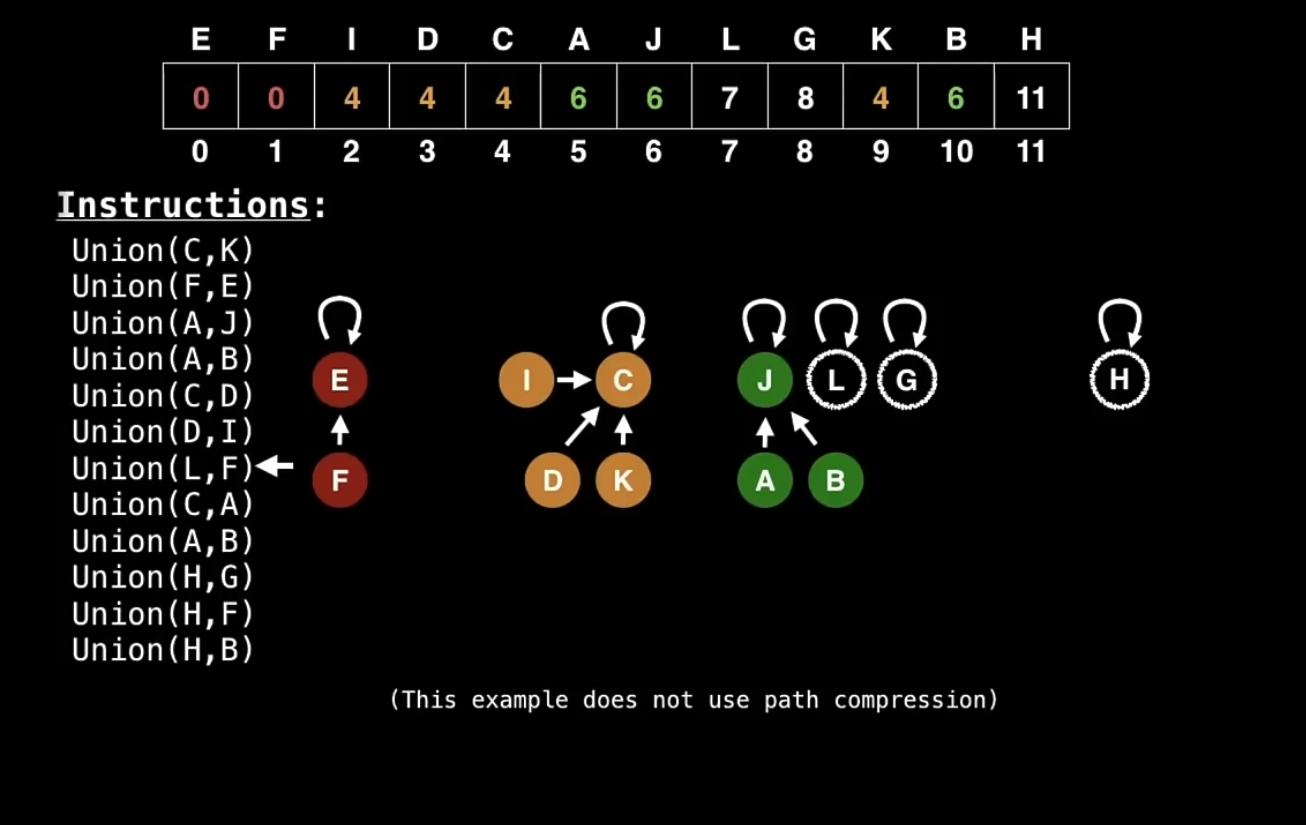 E F I D C A J L G K B H
0 0 4 4 4 6 6 7 8 4 6 11
0 1 2 3 4 5 6 7 8 9 10 11
Instructions:
Union(C,K)
Union(F,E)
Union(A,J)
Union(A,B)
Union(C,D)
Union(D,I)
Union(L,F)
Union(C,A)
Union(A,B)
Union(H,G)
Union(H,F)
Union(H,B)
E I C J L G H
F D K A B
(This example does not use path compression)